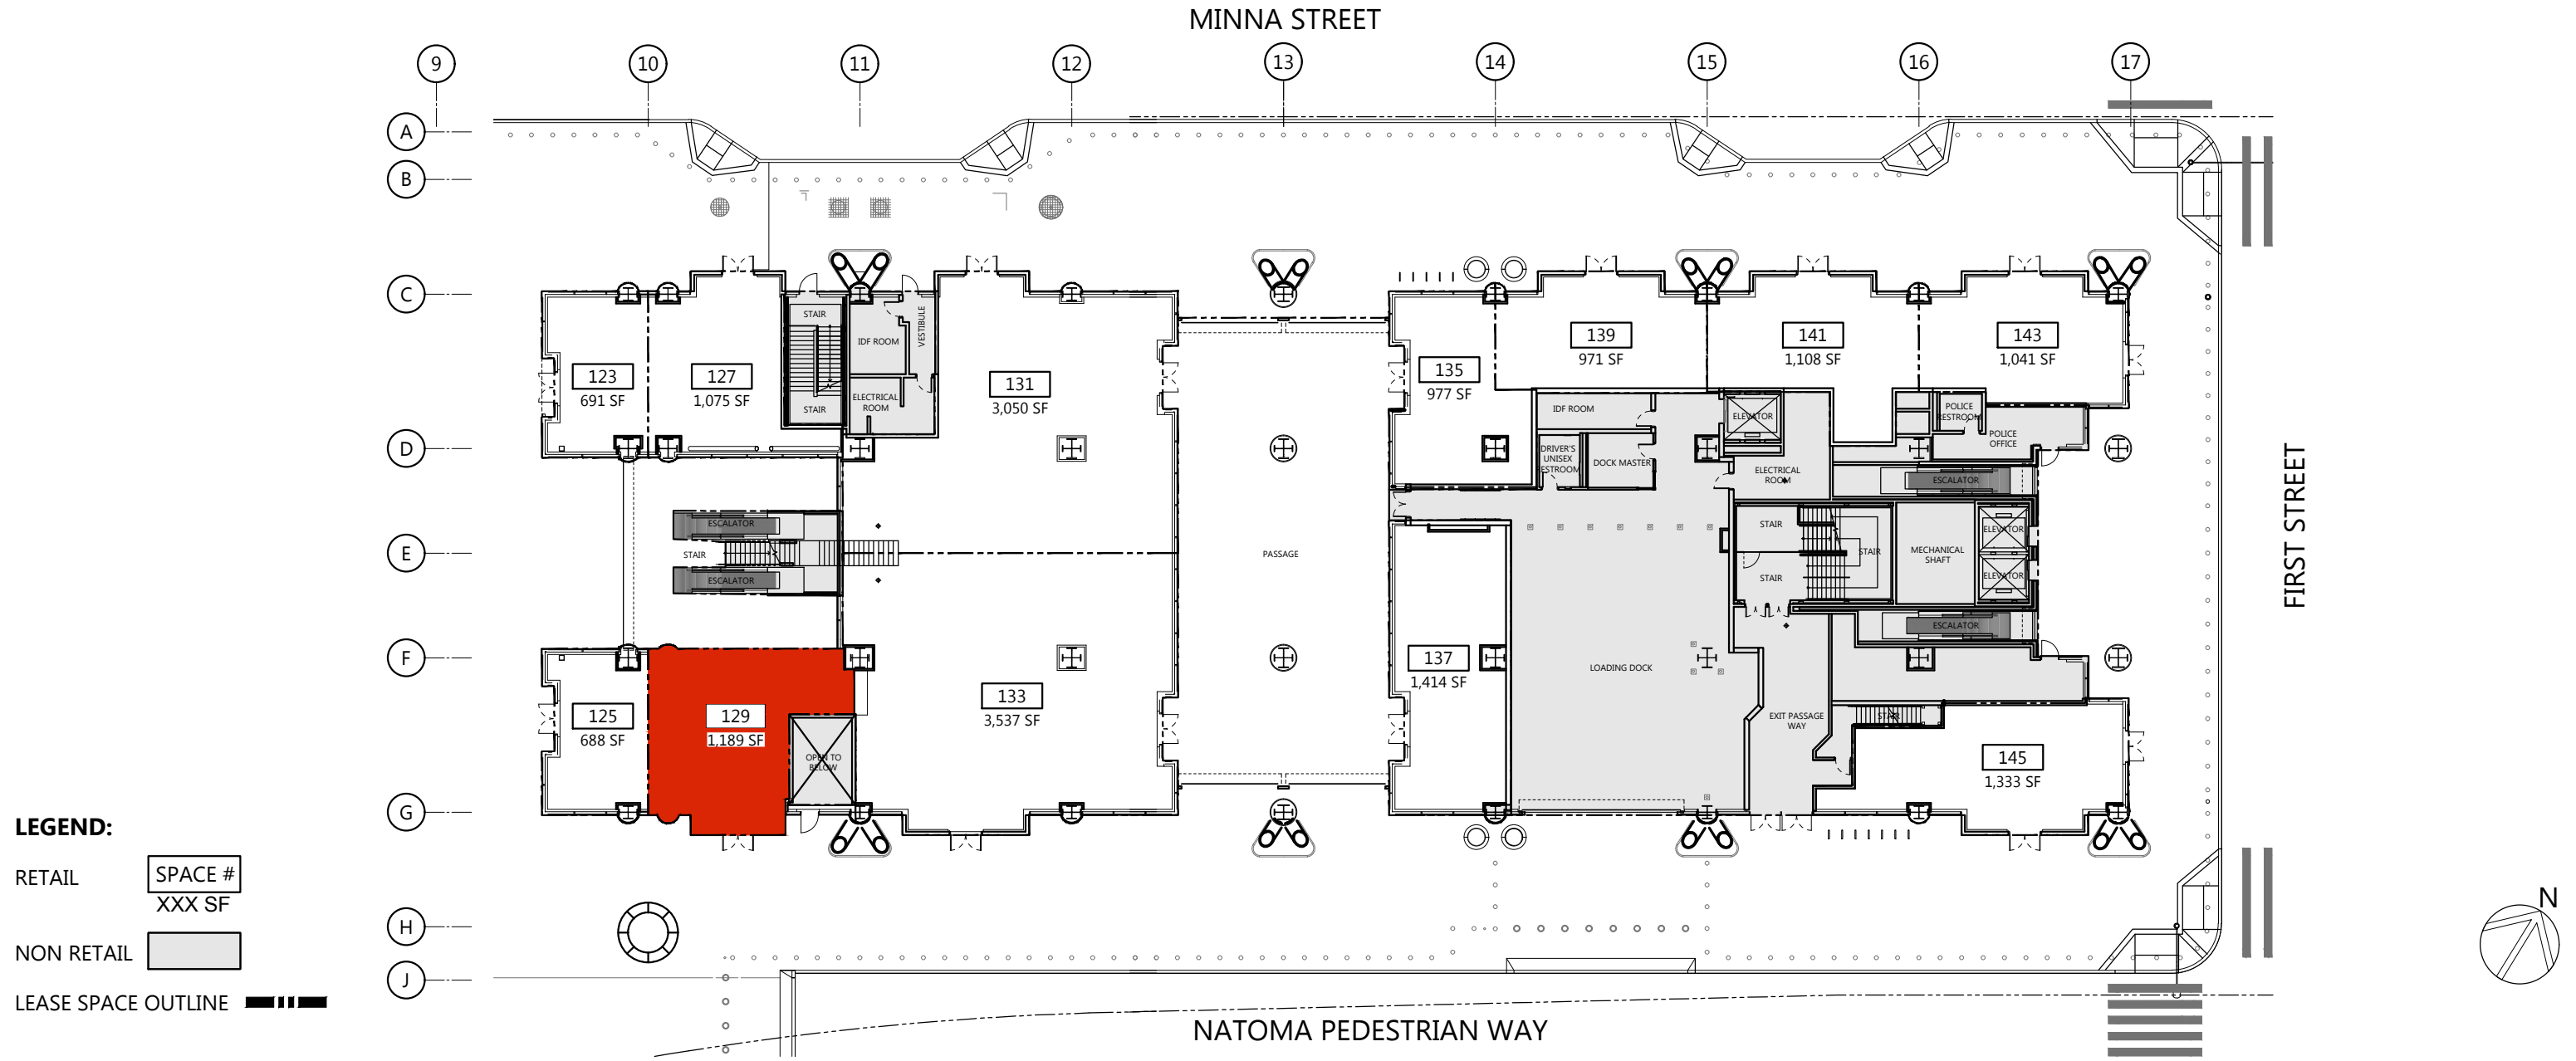 MINNA STREET
9
10
11
12
13
14
15
16
17
A
B
C
D
E
F
G
H
J
STAIR
IDF ROOM
VESTIBULE
123
691 SF
127
1,075 SF
STAIR
ELECTRICAL
ROOM
131
3,050 SF
135
977 SF
139
971 SF
141
1,108 SF
143
1,041 SF
IDF ROOM
ELEVATOR
POLICE
RESTROOM
POLICE
OFFICE
DRIVER'S
UNISEX
RESTROOM
DOCK MASTER
ELECTRICAL
ROOM
ESCALATOR
ESCALATOR
STAIR
ESCALATOR
PASSAGE
STAIR
STAIR
STAIR
MECHANICAL
SHAFT
ELEVATOR
ELEVATOR
ESCALATOR
FIRST STREET
125
688 SF
129
1,189 SF
OPEN TO
BELOW
133
3,537 SF
137
1,414 SF
LOADING DOCK
EXIT PASSAGE
WAY
STAIR
145
1,333 SF
LEGEND:
RETAIL
SPACE #
XXX SF
NON RETAIL
LEASE SPACE OUTLINE
NATOMA PEDESTRIAN WAY
N